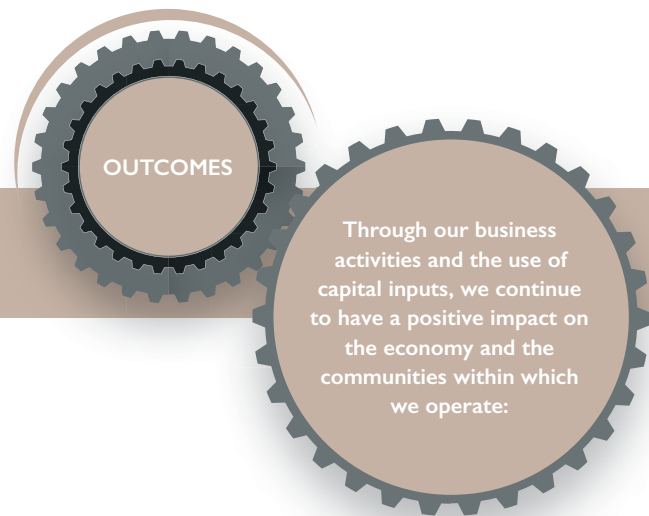 OUTCOMES
Through our business
activities and the use of
capital inputs, we continue
to have a positive impact on
the economy and the
communities within which
we operate: